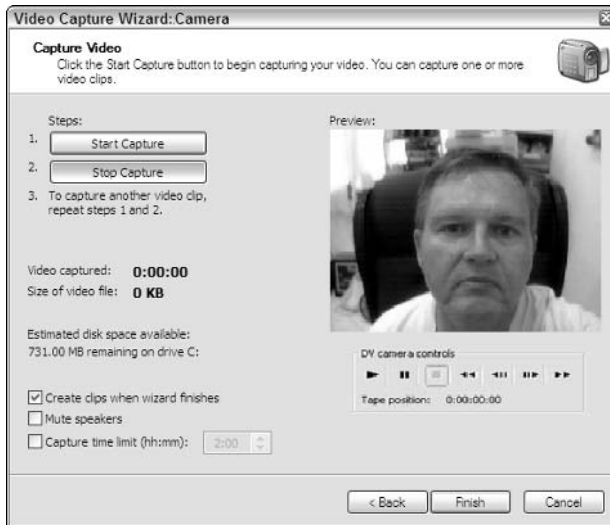 Video Capture Wizard:Camera
Capture Video
Click the Start Capture button to begin capturing your video. You can capture one or more
video clips.
Steps:
1. Start Capture
2. Stop Capture
3. To capture another video clip,
repeat steps 1 and 2.
Video captured: 0:00:00
Size of video file: 0 KB
Estimated disk space available:
731.00 MB remaining on drive C:
Create clips when wizard finishes
Mute speakers
Capture time limit (hh:mm): 2:00
Preview:
DV camera controls
Tape position: 0:00:00:00
< Back Finish Cancel